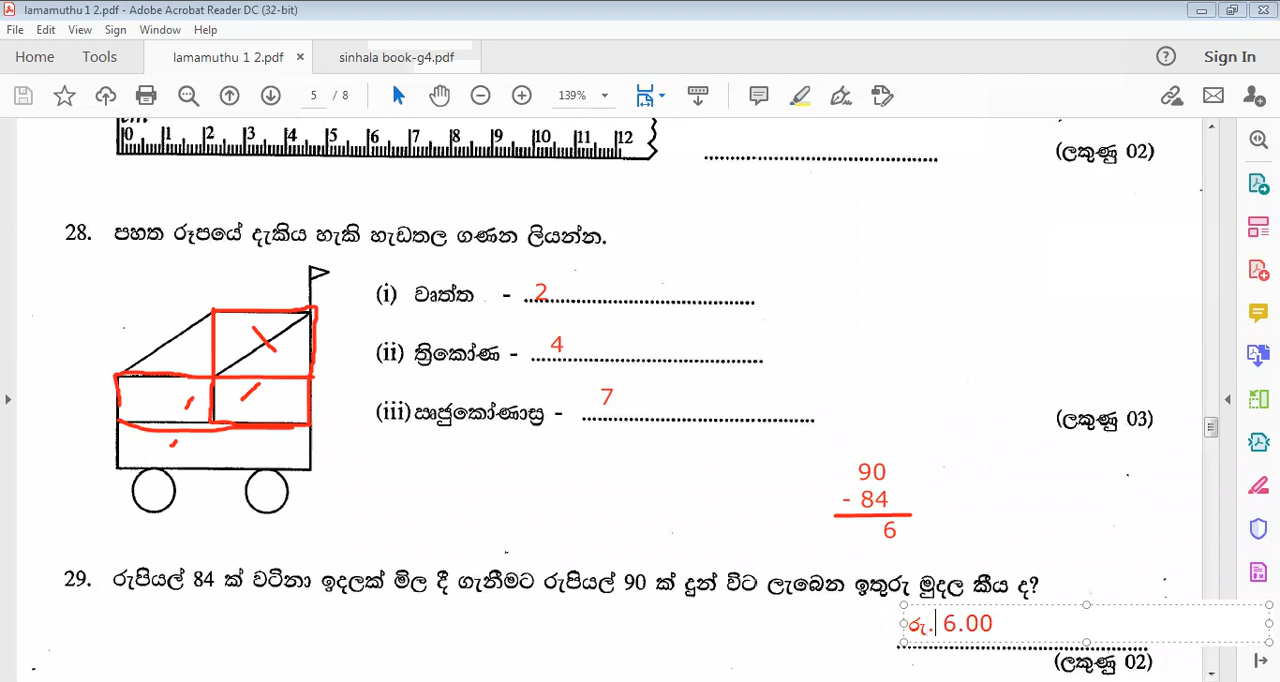 lamamuthu 1 2.pdf - Adobe Acrobat Reader DC (32-bit)
File Edit View Sign Window Help
Home Tools lamamuthu 1 2.pdf × sinhala book-g4.pdf ? Sign In
5 / 8 139%
cm
0 1 2 3 4 5 6 7 8 9 10 11 12
(ලකුණු 02)
28. පහත රූපයේ දැකිය හැකි හැඩතල ගණන ලියන්න.
(i) වෘත්ත - 2
(ii) ත්‍රිකෝණ - 4
(iii) ඍජුකෝණාස්‍ර - 7
(ලකුණු 03)
90
- 84
6
29. රුපියල් 84 ක් වටිනා ඉදලක් මිල දී ගැනීමට රුපියල් 90 ක් දුන් විට ලැබෙන ඉතුරු මුදල කීය ද?
රු. 6.00
(ලකුණු 02)